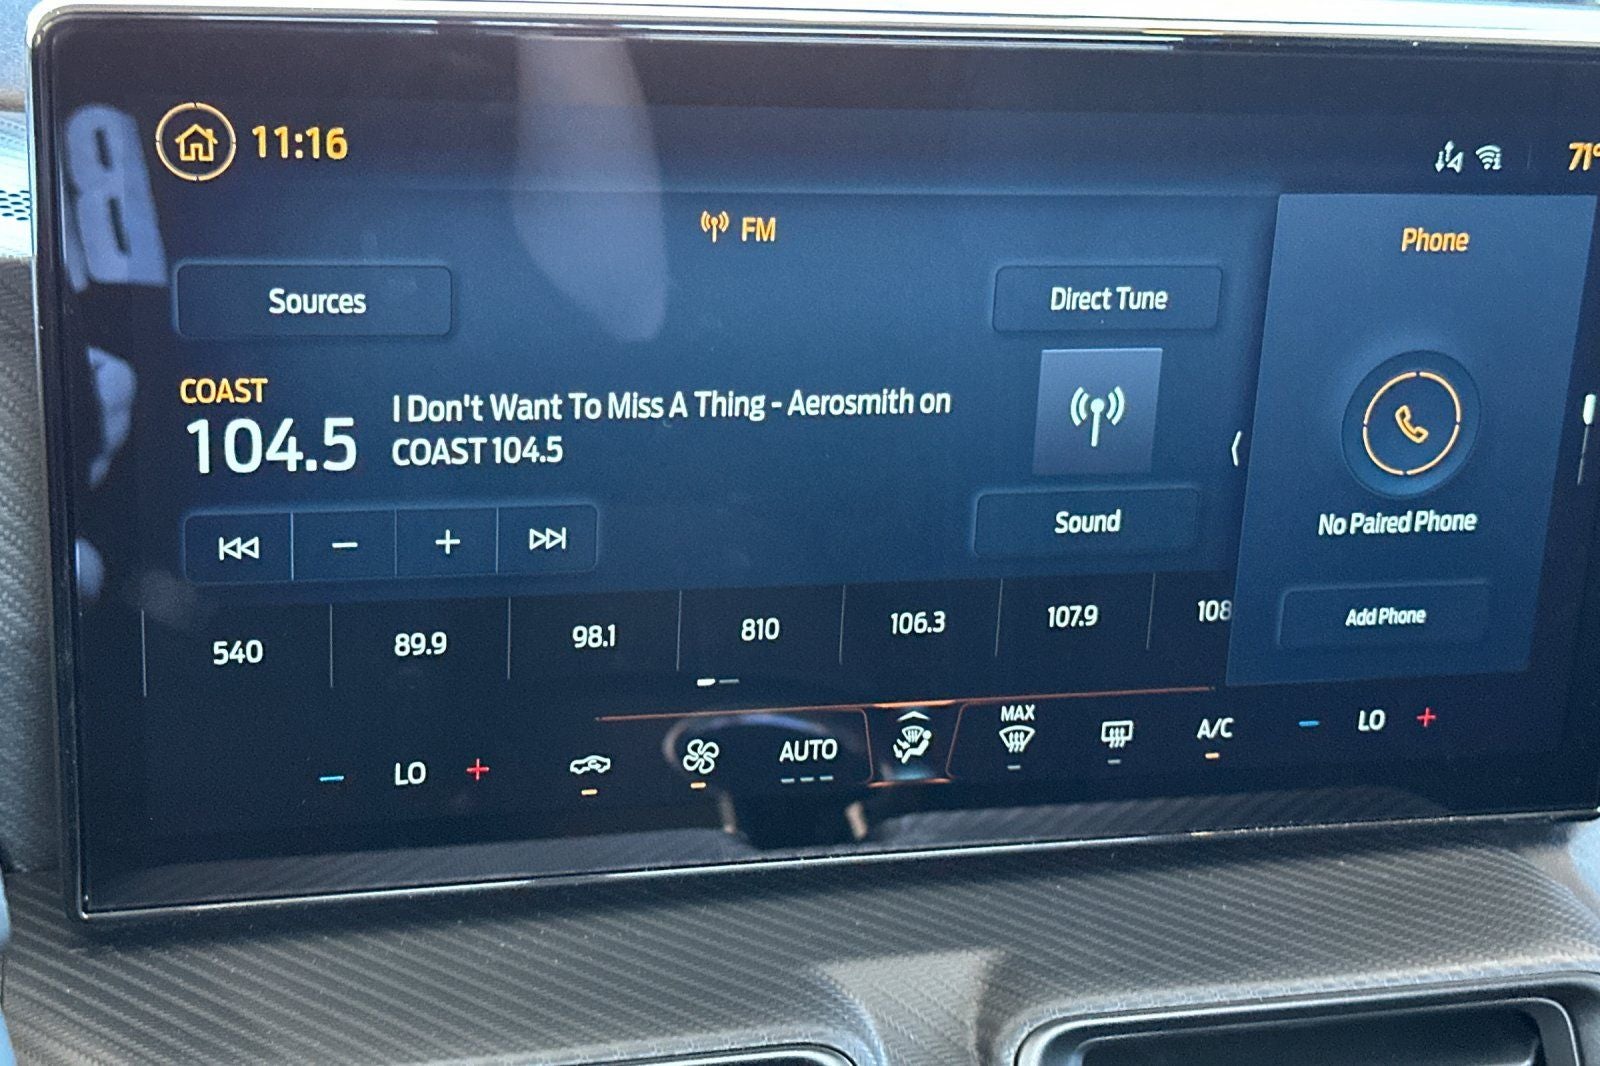 11:16
71°
FM
Phone
Sources
Direct Tune
COAST
104.5
I Don't Want To Miss A Thing - Aerosmith on
COAST 104.5
Sound
No Paired Phone
Add Phone
540
89.9
98.1
810
106.3
107.9
108
LO
AUTO
MAX
A/C
LO